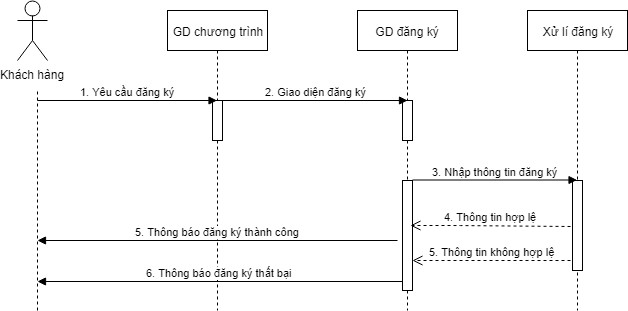 GD chương trình
GD đăng ký
Xử lí đăng ký
Khách hàng
1. Yêu cầu đăng ký
2. Giao diện đăng ký
3. Nhập thông tin đăng ký
4. Thông tin hợp lệ
5. Thông báo đăng ký thành công
5. Thông tin không hợp lệ
6. Thông báo đăng ký thất bại